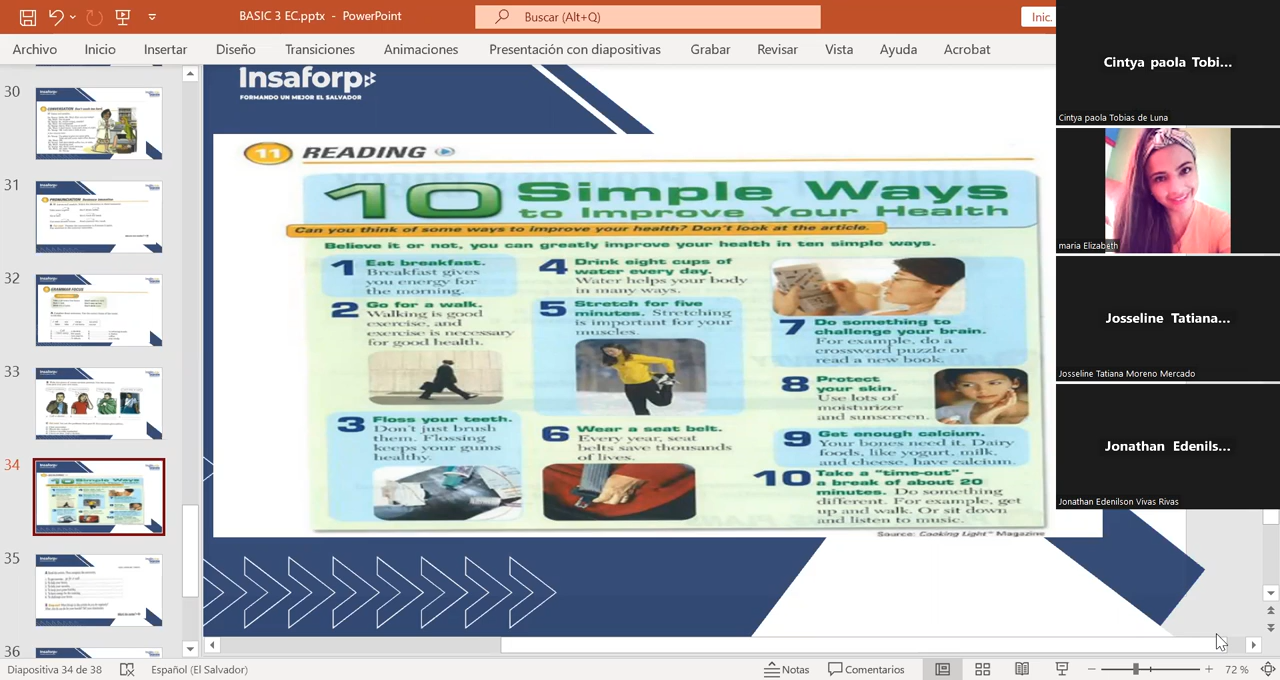 BASIC 3 EC.pptx - PowerPoint
Buscar (Alt+Q)
Inic.
Archivo Inicio Insertar Diseño Transiciones Animaciones Presentación con diapositivas Grabar Revisar Vista Ayuda Acrobat
30
31
32
33
34
35
36
Insaforp
FORMANDO UN MEJOR EL SALVADOR
11 READING
10 Simple Ways
to Improve Your Health
Can you think of some ways to improve your health? Don't look at the article.
Believe it or not, you can greatly improve your health in ten simple ways.
1 Eat breakfast.
Breakfast gives
you energy for
the morning.
2 Go for a walk.
Walking is good
exercise, and
exercise is necessary
for good health.
3 Floss your teeth.
Don't just brush
them. Flossing
keeps your gums
healthy.
4 Drink eight cups of
water every day.
Water helps your body
in many ways.
5 Stretch for five
minutes. Stretching
is important for your
muscles.
6 Wear a seat belt.
Every year, seat
belts save thousands
of lives.
7 Do something to
challenge your brain.
For example, do a
crossword puzzle or
read a new book.
8 Protect
your skin.
Use lots of
moisturizer
and sunscreen.
9 Get enough calcium.
Your bones need it. Dairy
foods, like yogurt, milk,
and cheese, have calcium.
10 Take a "time-out" –
a break of about 20
minutes. Do something
different. For example, get
up and walk. Or sit down
and listen to music.
Source: Cooking Light™ Magazine
Cintya paola Tobi...
Cintya paola Tobias de Luna
maria Elizabeth
Josseline Tatiana...
Josseline Tatiana Moreno Mercado
Jonathan Edenils...
Jonathan Edenilson Vivas Rivas
Diapositiva 34 de 38
Español (El Salvador)
Notas
Comentarios
72 %